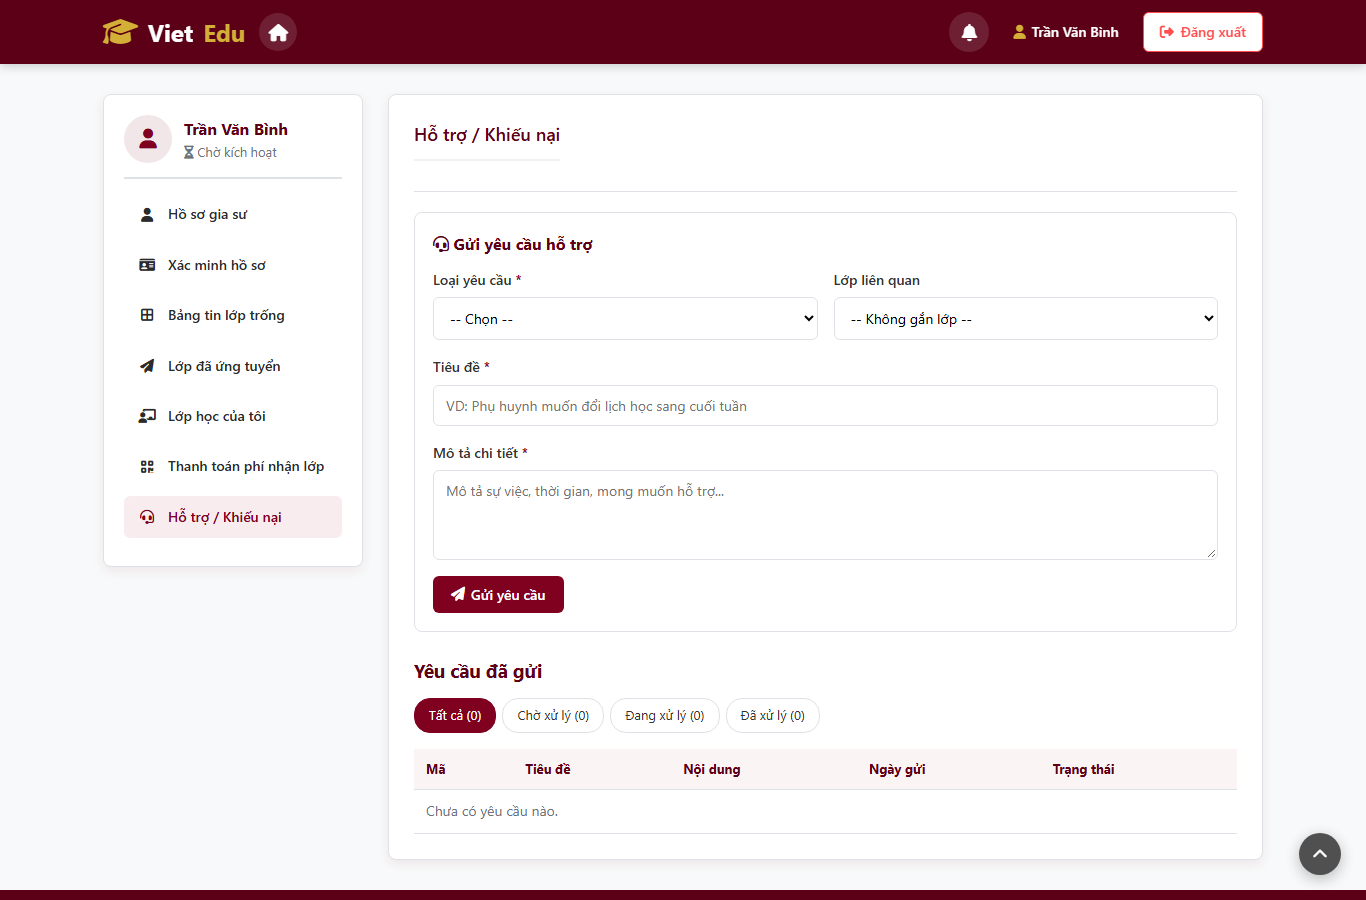 Viet Edu
Trần Văn Bình
Đăng xuất
Trần Văn Bình
Chờ kích hoạt
Hồ sơ gia sư
Xác minh hồ sơ
Bảng tin lớp trống
Lớp đã ứng tuyển
Lớp học của tôi
Thanh toán phí nhận lớp
Hỗ trợ / Khiếu nại
Hỗ trợ / Khiếu nại
Gửi yêu cầu hỗ trợ
Loại yêu cầu * Lớp liên quan
-- Chọn -- -- Không gắn lớp --
Tiêu đề *
VD: Phụ huynh muốn đổi lịch học sang cuối tuần
Mô tả chi tiết *
Mô tả sự việc, thời gian, mong muốn hỗ trợ...
Gửi yêu cầu
Yêu cầu đã gửi
Tất cả (0) Chờ xử lý (0) Đang xử lý (0) Đã xử lý (0)
Mã Tiêu đề Nội dung Ngày gửi Trạng thái
Chưa có yêu cầu nào.